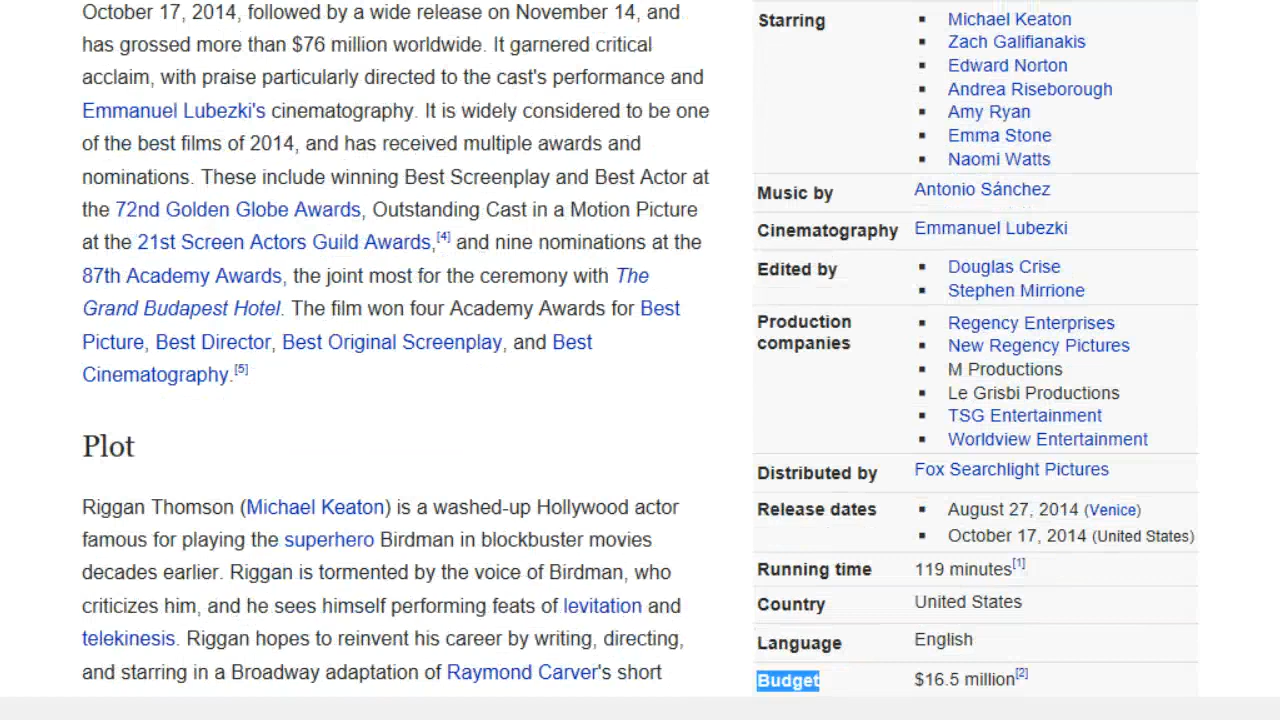 October 17, 2014, followed by a wide release on November 14, and
has grossed more than $76 million worldwide. It garnered critical
acclaim, with praise particularly directed to the cast's performance and
Emmanuel Lubezki's cinematography. It is widely considered to be one
of the best films of 2014, and has received multiple awards and
nominations. These include winning Best Screenplay and Best Actor at
the 72nd Golden Globe Awards, Outstanding Cast in a Motion Picture
at the 21st Screen Actors Guild Awards,[4] and nine nominations at the
87th Academy Awards, the joint most for the ceremony with The
Grand Budapest Hotel. The film won four Academy Awards for Best
Picture, Best Director, Best Original Screenplay, and Best
Cinematography.[5]
Plot
Riggan Thomson (Michael Keaton) is a washed-up Hollywood actor
famous for playing the superhero Birdman in blockbuster movies
decades earlier. Riggan is tormented by the voice of Birdman, who
criticizes him, and he sees himself performing feats of levitation and
telekinesis. Riggan hopes to reinvent his career by writing, directing,
and starring in a Broadway adaptation of Raymond Carver's short
Starring
▪ Michael Keaton
▪ Zach Galifianakis
▪ Edward Norton
▪ Andrea Riseborough
▪ Amy Ryan
▪ Emma Stone
▪ Naomi Watts
Music by Antonio Sánchez
Cinematography Emmanuel Lubezki
Edited by
▪ Douglas Crise
▪ Stephen Mirrione
Production
companies
▪ Regency Enterprises
▪ New Regency Pictures
▪ M Productions
▪ Le Grisbi Productions
▪ TSG Entertainment
▪ Worldview Entertainment
Distributed by Fox Searchlight Pictures
Release dates
▪ August 27, 2014 (Venice)
▪ October 17, 2014 (United States)
Running time 119 minutes[1]
Country United States
Language English
Budget $16.5 million[2]